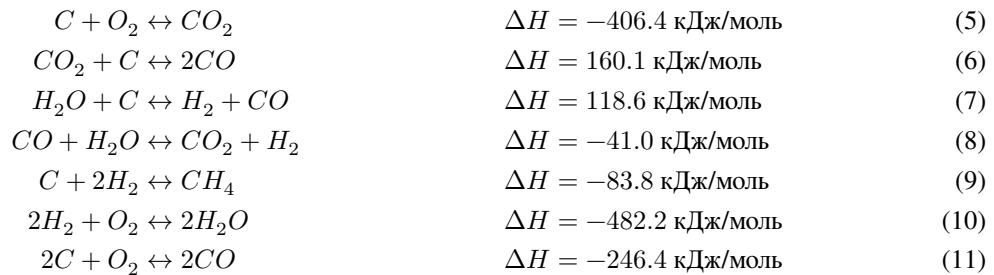 C + O₂ ↔ CO₂ ΔH = −406.4 кДж/моль (5)
CO₂ + C ↔ 2CO ΔH = 160.1 кДж/моль (6)
H₂O + C ↔ H₂ + CO ΔH = 118.6 кДж/моль (7)
CO + H₂O ↔ CO₂ + H₂ ΔH = −41.0 кДж/моль (8)
C + 2H₂ ↔ CH₄ ΔH = −83.8 кДж/моль (9)
2H₂ + O₂ ↔ 2H₂O ΔH = −482.2 кДж/моль (10)
2C + O₂ ↔ 2CO ΔH = −246.4 кДж/моль (11)